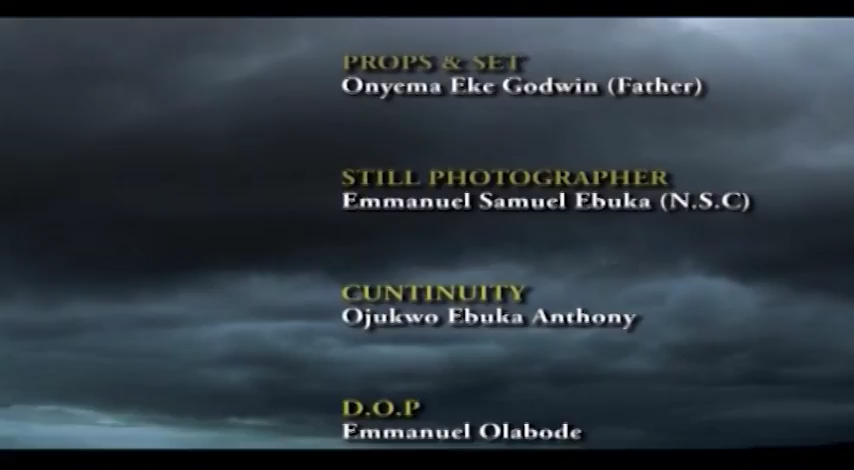 PROPS & SET
Onyema Eke Godwin (Father)
STILL PHOTOGRAPHER
Emmanuel Samuel Ebuka (N.S.C)
CUNTINUITY
Ojukwo Ebuka Anthony
D.O.P
Emmanuel Olabode